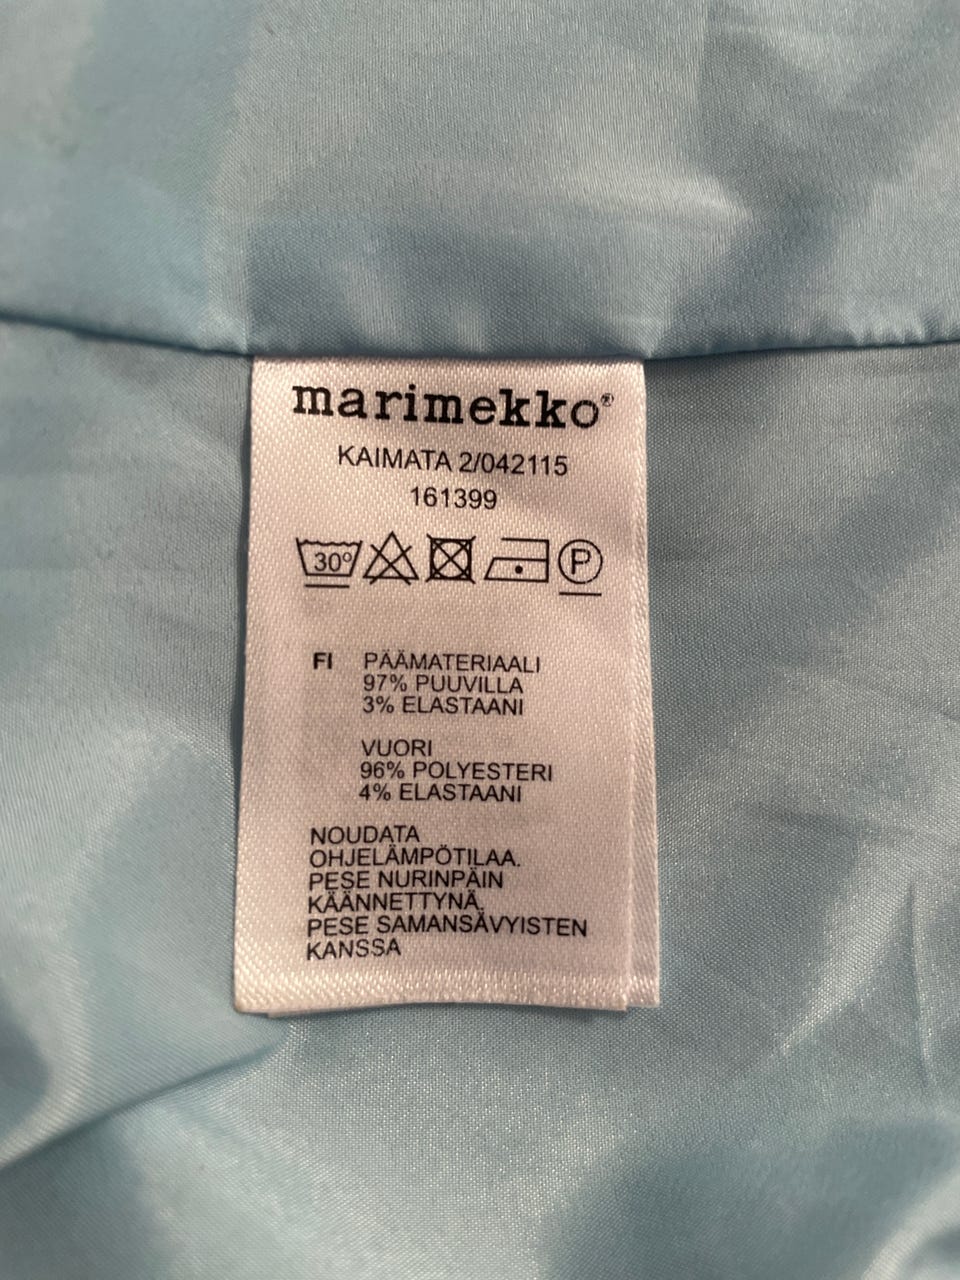 marimekko®
KAIMATA 2/042115
161399
30° P
FI PÄÄMATERIAALI
97% PUUVILLA
3% ELASTAANI
VUORI
96% POLYESTERI
4% ELASTAANI
NOUDATA
OHJELÄMPÖTILAA.
PESE NURINPÄIN
KÄÄNNETTYNÄ.
PESE SAMANSÄVYISTEN
KANSSA